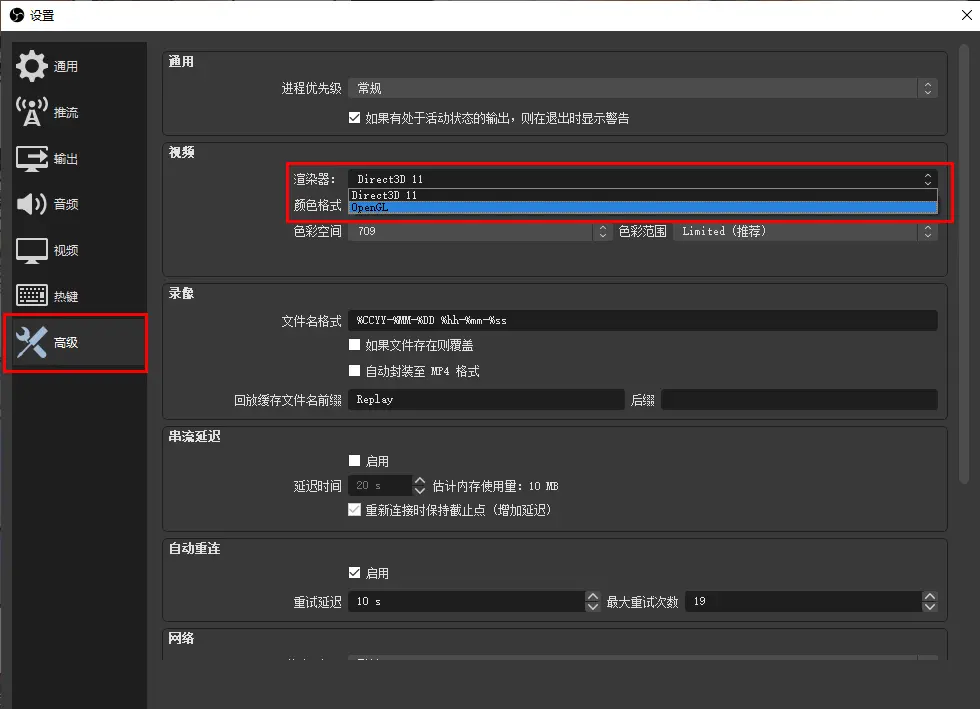 设置
通用
推流
输出
音频
视频
热键
高级
通用
进程优先级 常规
如果有处于活动状态的输出，则在退出时显示警告
视频
渲染器: Direct3D 11
Direct3D 11
颜色格式 OpenGL
色彩空间 709 色彩范围 Limited (推荐)
录像
文件名格式 %CCYY-%MM-%DD %hh-%mm-%ss
如果文件存在则覆盖
自动封装至 MP4 格式
回放缓存文件名前缀 Replay 后缀
串流延迟
启用
延迟时间 20 s 估计内存使用量: 10 MB
重新连接时保持截止点 (增加延迟)
自动重连
启用
重试延迟 10 s 最大重试次数 19
网络